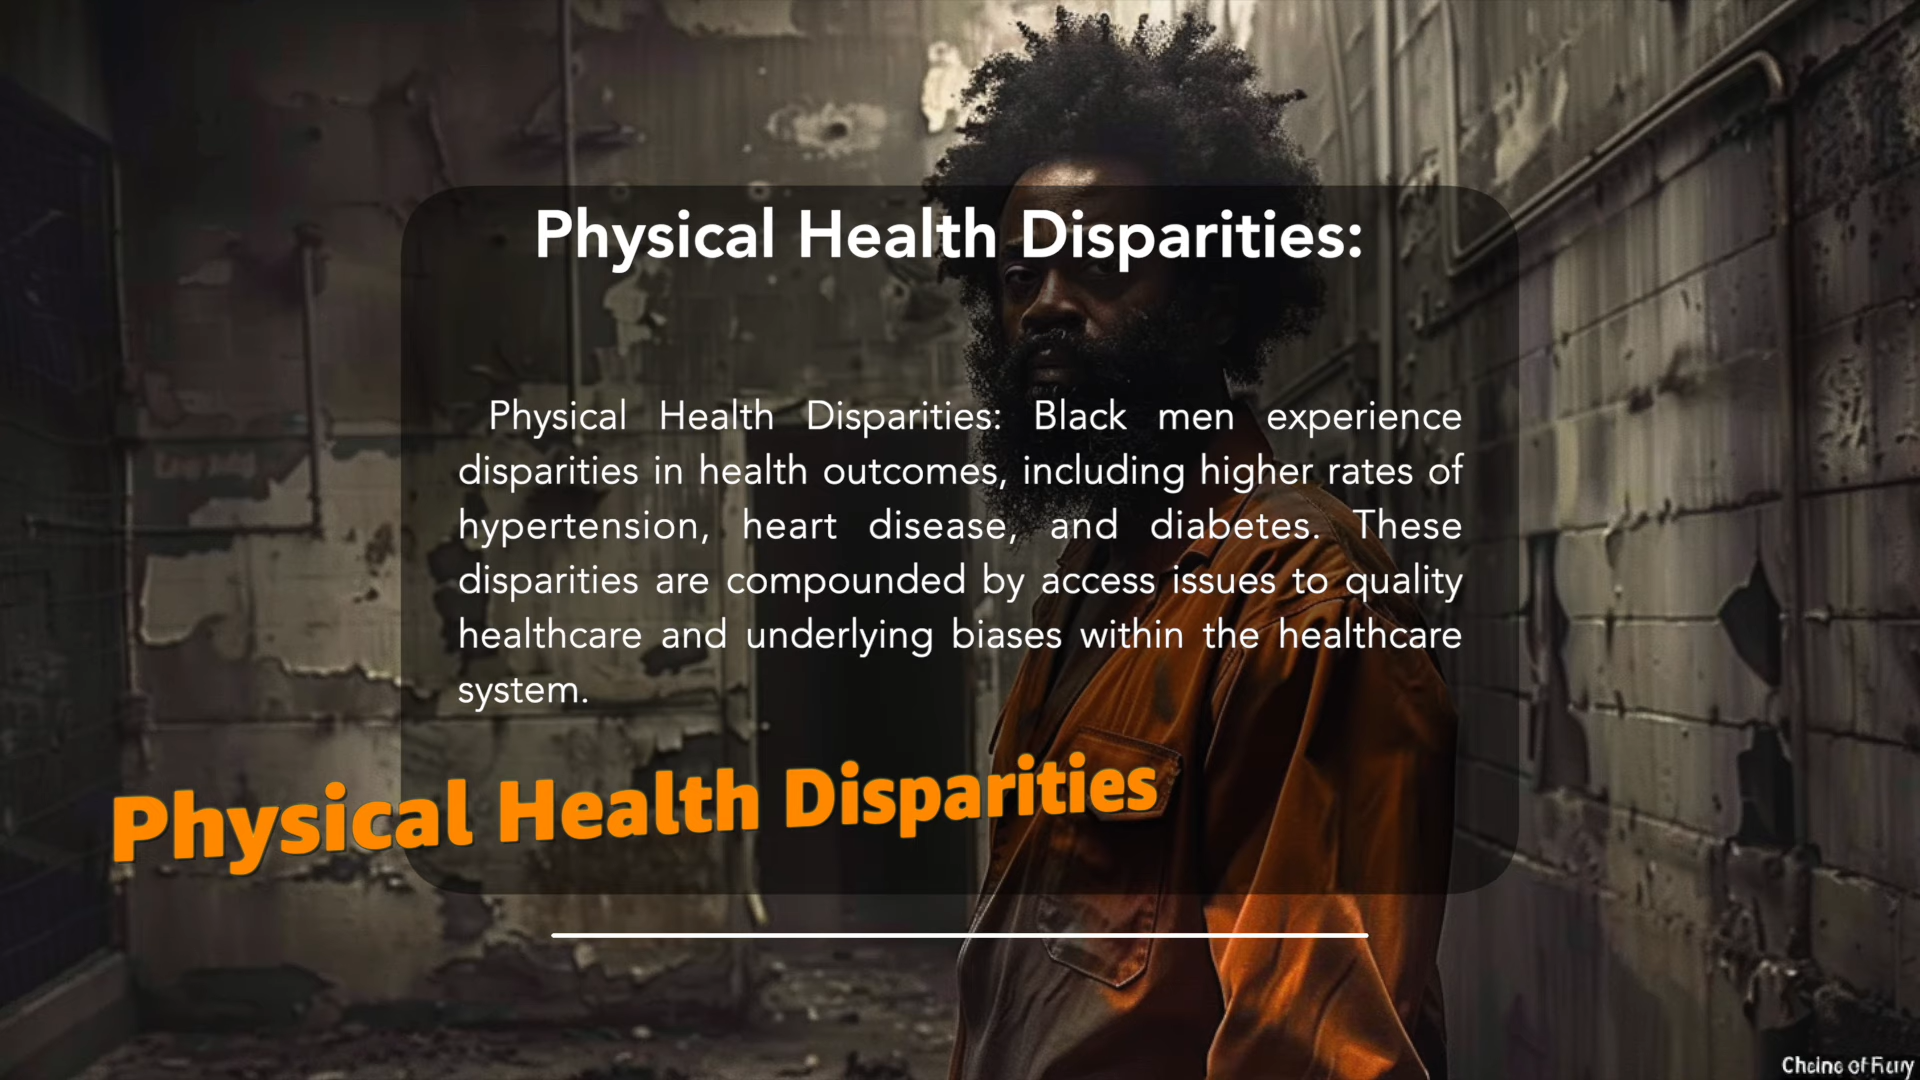 Physical Health Disparities:
Physical Health Disparities: Black men experience
disparities in health outcomes, including higher rates of
hypertension, heart disease, and diabetes. These
disparities are compounded by access issues to quality
healthcare and underlying biases within the healthcare
system.
Physical Health Disparities
of